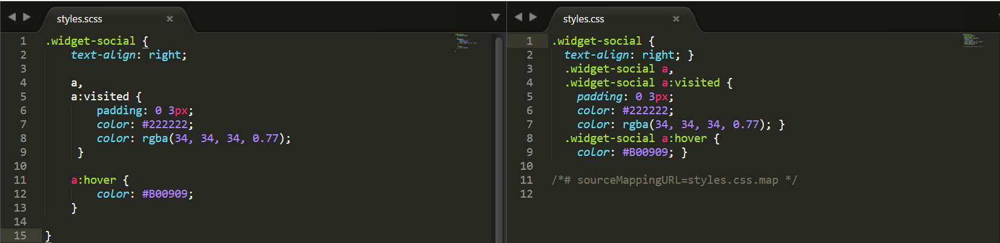 styles.scss
1 .widget-social {
2     text-align: right;
3
4     a,
5     a:visited {
6         padding: 0 3px;
7         color: #222222;
8         color: rgba(34, 34, 34, 0.77);
9      }
10
11     a:hover {
12         color: #B00909;
13     }
14
15 }
styles.css
1 .widget-social {
2   text-align: right; }
3   .widget-social a,
4   .widget-social a:visited {
5     padding: 0 3px;
6     color: #222222;
7     color: rgba(34, 34, 34, 0.77); }
8   .widget-social a:hover {
9     color: #B00909; }
10
11 /*# sourceMappingURL=styles.css.map */
12